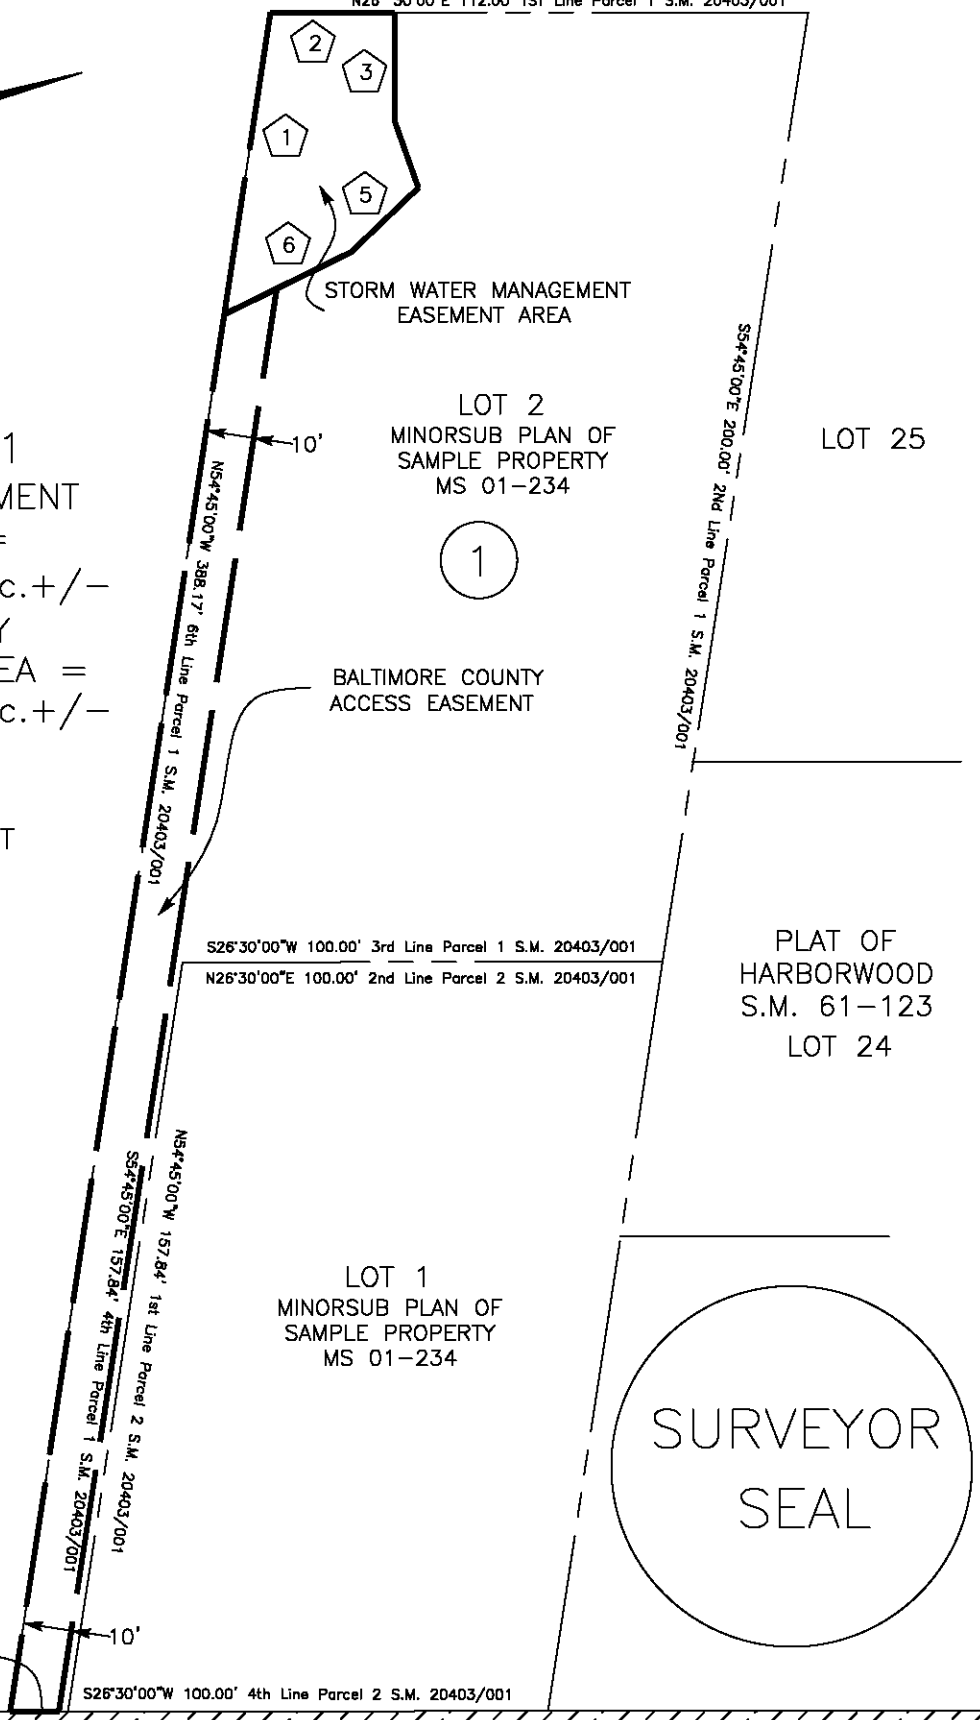 N26°30'00"E 112.00' 1ST Line Parcel 1 S.M. 20403/001
2
3
1
5
6
STORM WATER MANAGEMENT
EASEMENT AREA
S54°45'00"E 200.00' 2Nd Line Parcel 1 S.M. 20403/001
LOT 2
MINORSUB PLAN OF
SAMPLE PROPERTY
MS 01-234
1
LOT 25
10'
N54°45'00"W 388.17' 6th Line Parcel 1 S.M. 20403/001
1
=
c.+/-
=
c.+/-
T
BALTIMORE COUNTY
ACCESS EASEMENT
S26°30'00"W 100.00' 3rd Line Parcel 1 S.M. 20403/001
N26°30'00"E 100.00' 2nd Line Parcel 2 S.M. 20403/001
PLAT OF
HARBORWOOD
S.M. 61-123
LOT 24
N54°45'00"W 157.84' 1st Line Parcel 2 S.M. 20403/001
S54°45'00"E 157.84' 4th Line Parcel 1 S.M. 20403/001
LOT 1
MINORSUB PLAN OF
SAMPLE PROPERTY
MS 01-234
SURVEYOR
SEAL
10'
S26°30'00"W 100.00' 4th Line Parcel 2 S.M. 20403/001